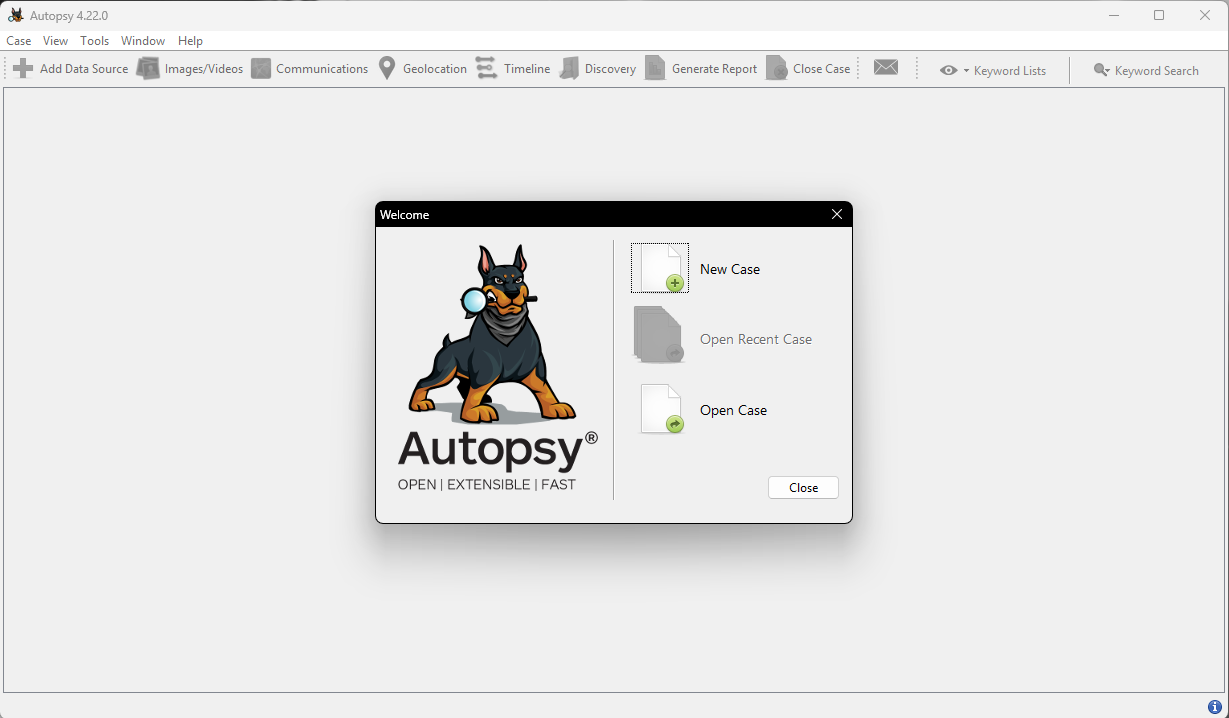 Autopsy 4.22.0
Case View Tools Window Help
Add Data Source Images/Videos Communications Geolocation Timeline Discovery Generate Report Close Case Keyword Lists Keyword Search
Welcome
New Case
Open Recent Case
Open Case
Autopsy®
OPEN | EXTENSIBLE | FAST
Close